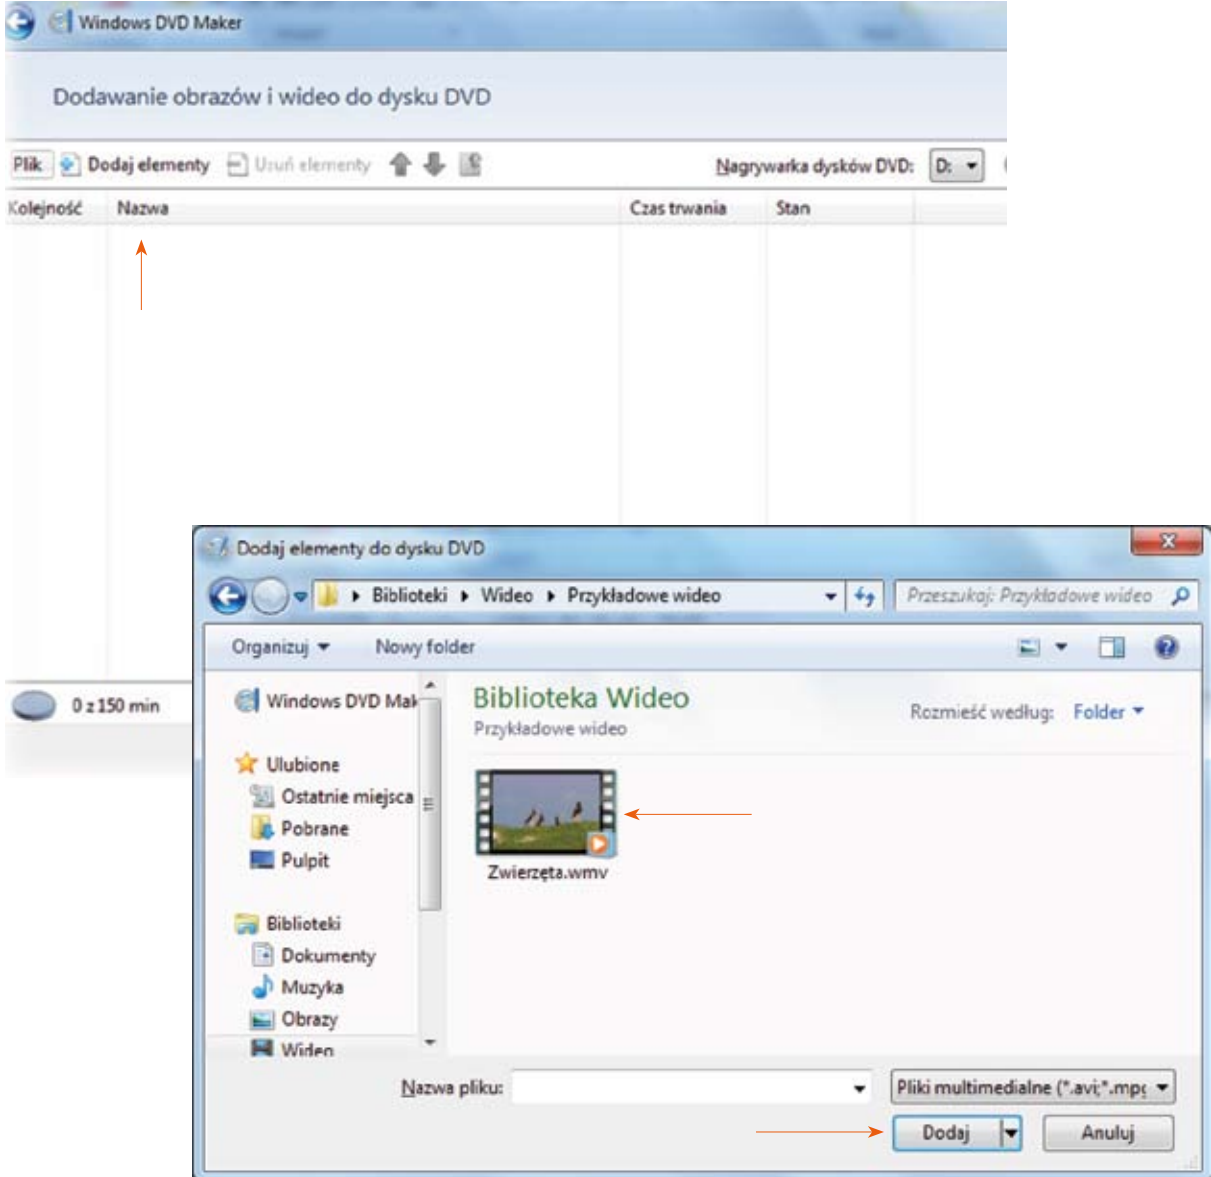 Windows DVD Maker
Dodawanie obrazów i wideo do dysku DVD
Plik Dodaj elementy Usuń elementy Nagrywarka dysków DVD: D:
Kolejność Nazwa Czas trwania Stan
0 z 150 min
Dodaj elementy do dysku DVD
Biblioteki Wideo Przykładowe wideo Przeszukaj: Przykładowe wideo
Organizuj Nowy folder
Windows DVD Mak
Ulubione
Ostatnie miejsca
Pobrane
Pulpit
Biblioteki
Dokumenty
Muzyka
Obrazy
Wideo
Biblioteka Wideo
Przykładowe wideo
Rozmieść według: Folder
Zwierzęta.wmv
Nazwa pliku: Pliki multimedialne (*.avi;*.mpg
Dodaj Anuluj